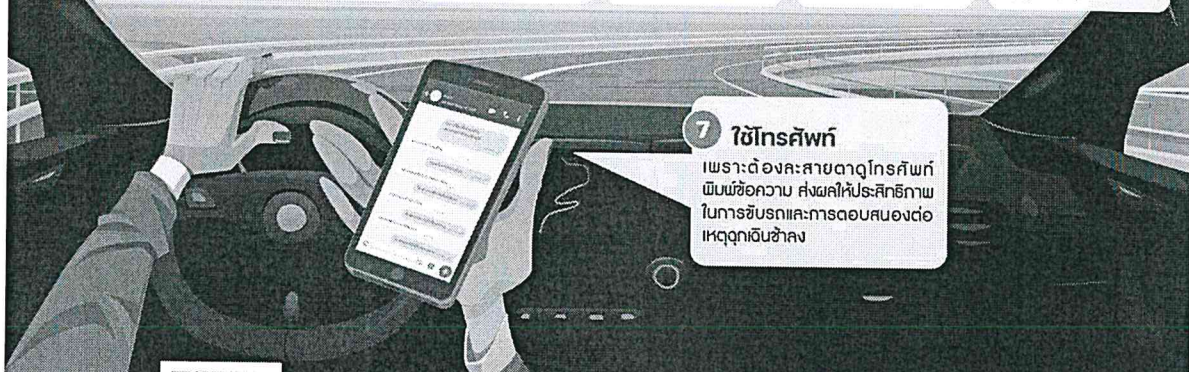 7 ใช้โทรศัพท์
เพราะต้องละสายตาดูโทรศัพท์
พิมพ์ข้อความ ส่งผลให้ประสิทธิภาพ
ในการขับรถและการตอบสนองต่อ
เหตุฉุกเฉินช้าลง